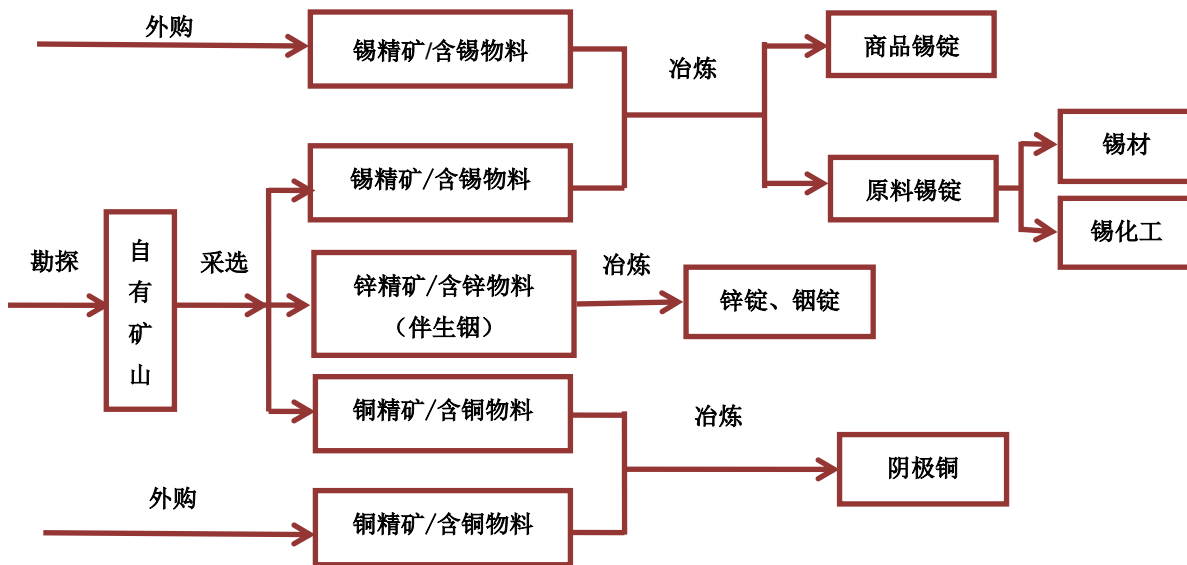 外购
锡精矿/含锡物料
冶炼
商品锡锭
锡精矿/含锡物料
原料锡锭
锡材
锡化工
勘探
自有矿山
采选
锌精矿/含锌物料
（伴生铟）
冶炼
锌锭、铟锭
铜精矿/含铜物料
冶炼
阴极铜
外购
铜精矿/含铜物料